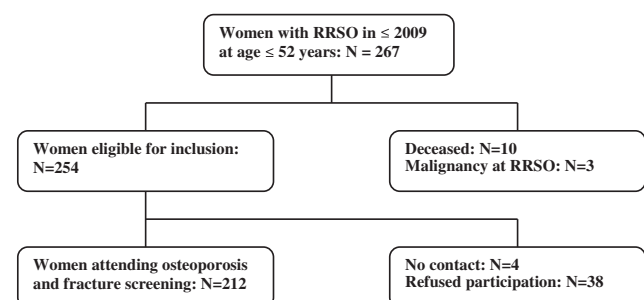 Women with RRSO in ≤ 2009
at age ≤ 52 years: N = 267
Women eligible for inclusion:
N=254
Deceased: N=10
Malignancy at RRSO: N=3
Women attending osteoporosis
and fracture screening: N=212
No contact: N=4
Refused participation: N=38